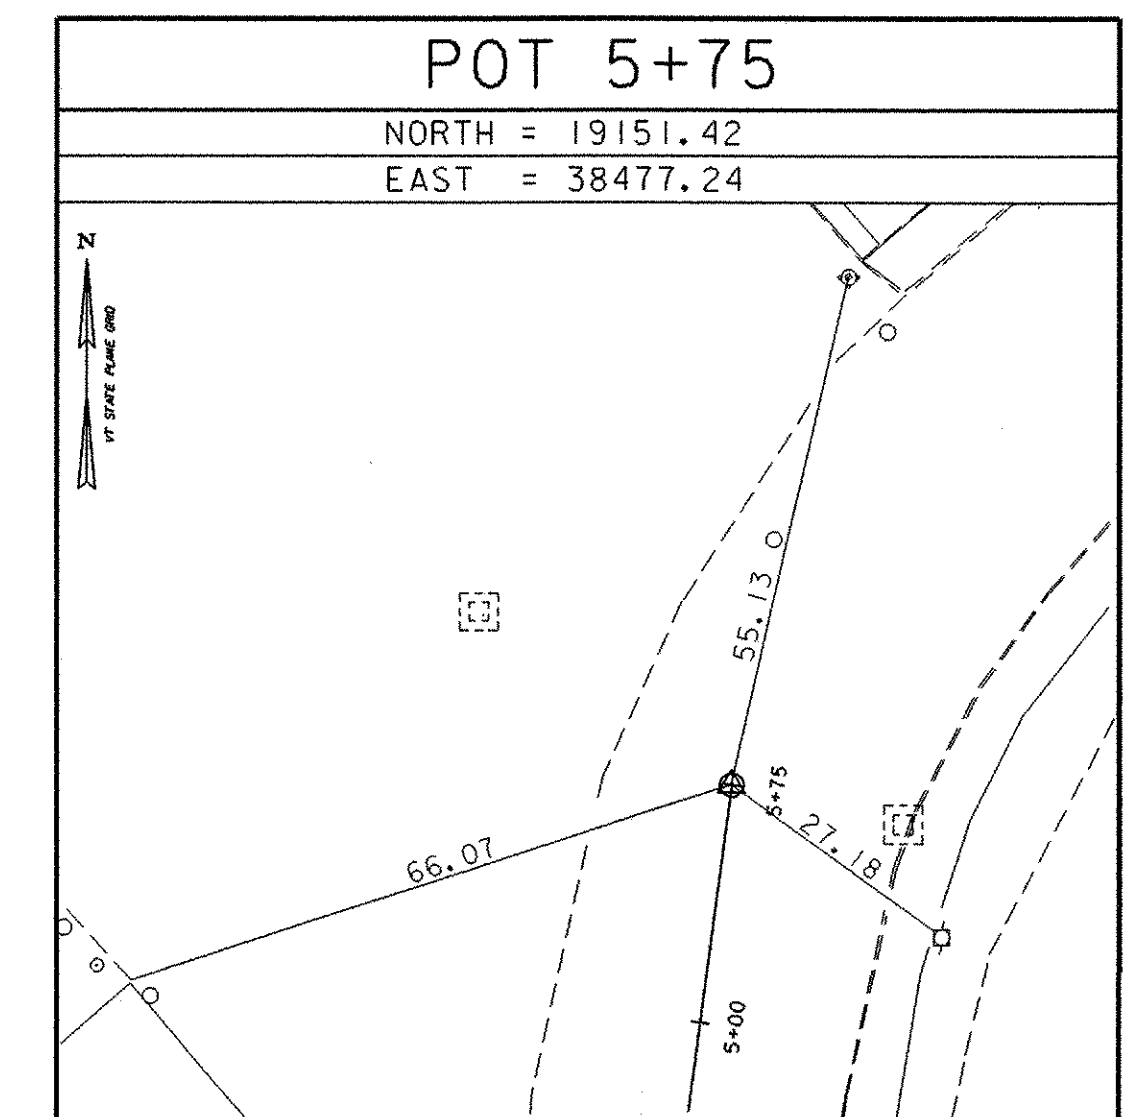 POT 5+75
NORTH = 19151.42
EAST = 38477.24
N
VT STATE PLANE GRID
55.13
5+75
27.18
66.07
5+00